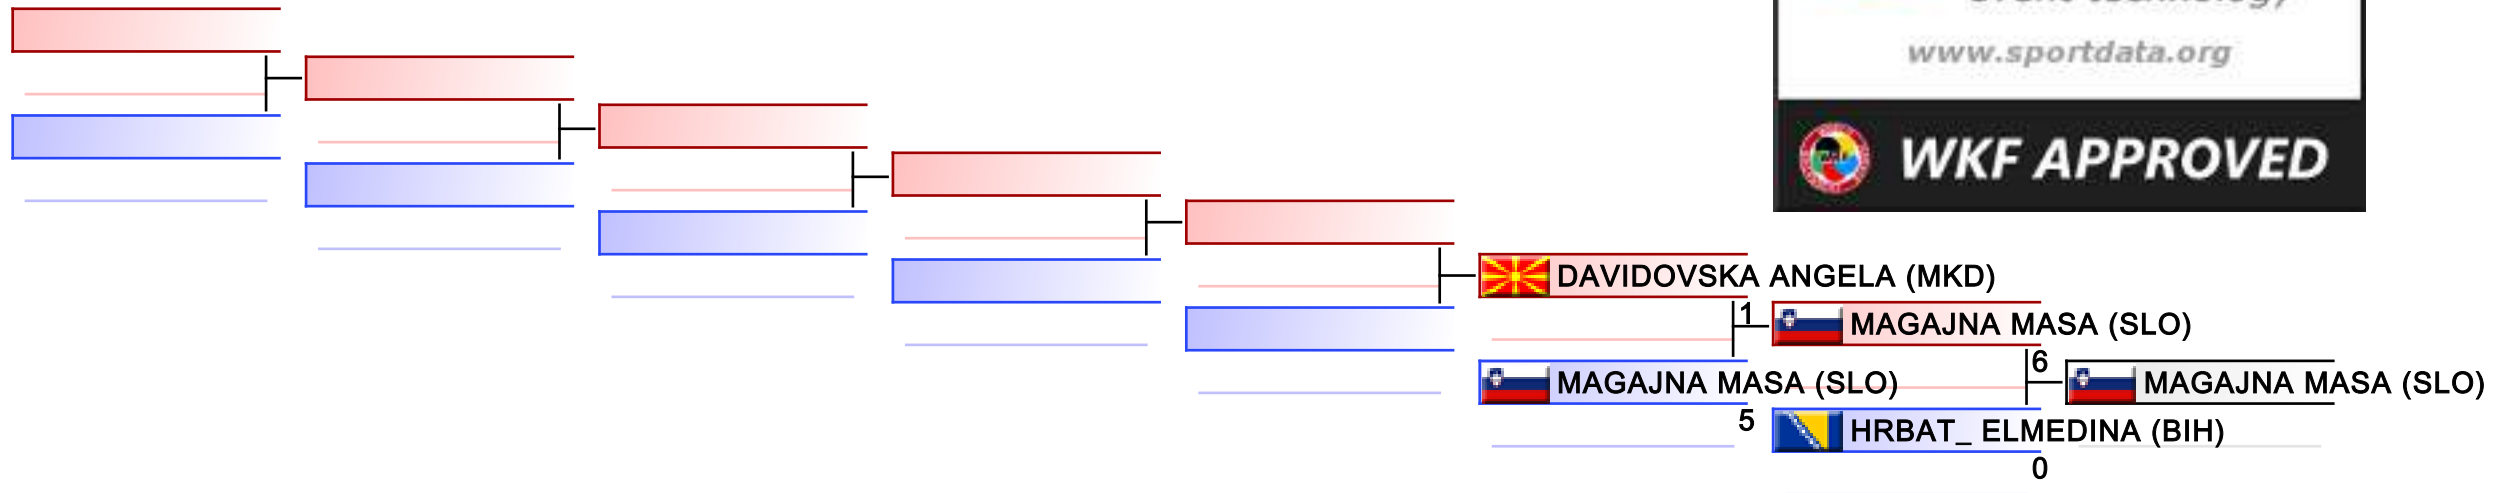 www.sportdata.org
WKF APPROVED
DAVIDOVSKA ANGELA (MKD)
1
MAGAJNA MASA (SLO)
6
MAGAJNA MASA (SLO)
MAGAJNA MASA (SLO)
5
HRBAT_ ELMEDINA (BIH)
0